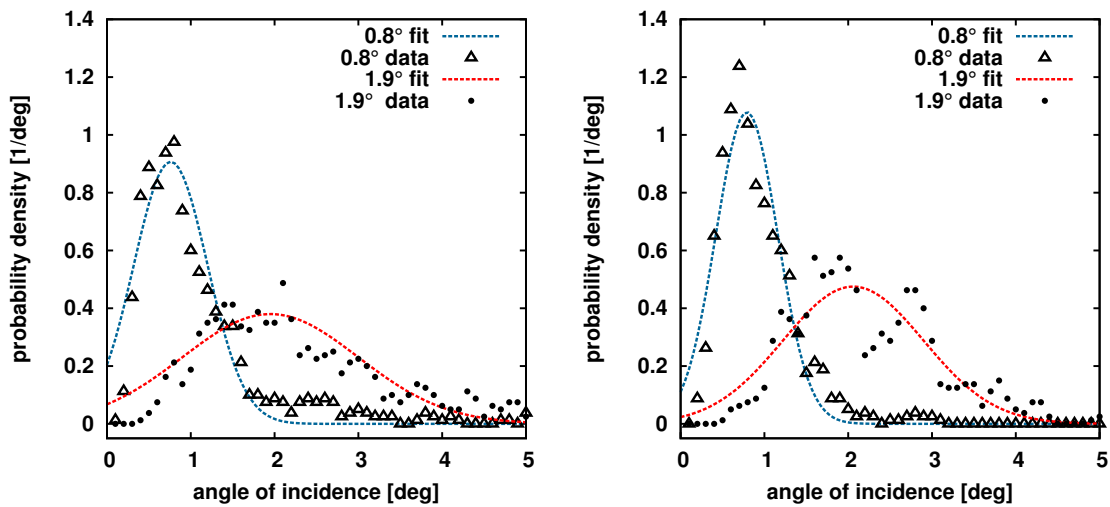 1.4
1.2
1
0.8
0.6
0.4
0.2
0
probability density [1/deg]
0.8° fit
0.8° data
1.9° fit
1.9° data
0 1 2 3 4 5
angle of incidence [deg]
1.4
1.2
1
0.8
0.6
0.4
0.2
0
probability density [1/deg]
0.8° fit
0.8° data
1.9° fit
1.9° data
0 1 2 3 4 5
angle of incidence [deg]